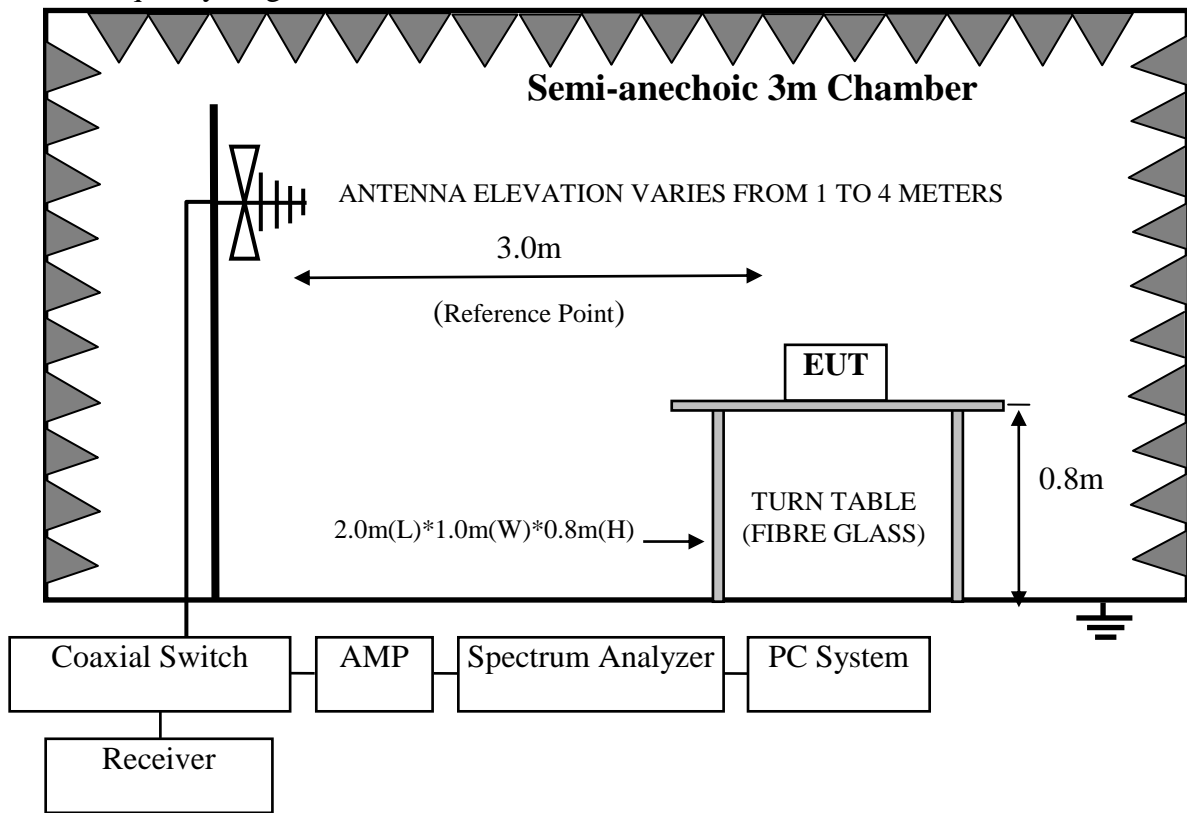 Semi-anechoic 3m Chamber
ANTENNA ELEVATION VARIES FROM 1 TO 4 METERS
3.0m
(Reference Point)
EUT
0.8m
TURN TABLE
2.0m(L)*1.0m(W)*0.8m(H)
(FIBRE GLASS)
Coaxial Switch
AMP
Spectrum Analyzer
PC System
Receiver